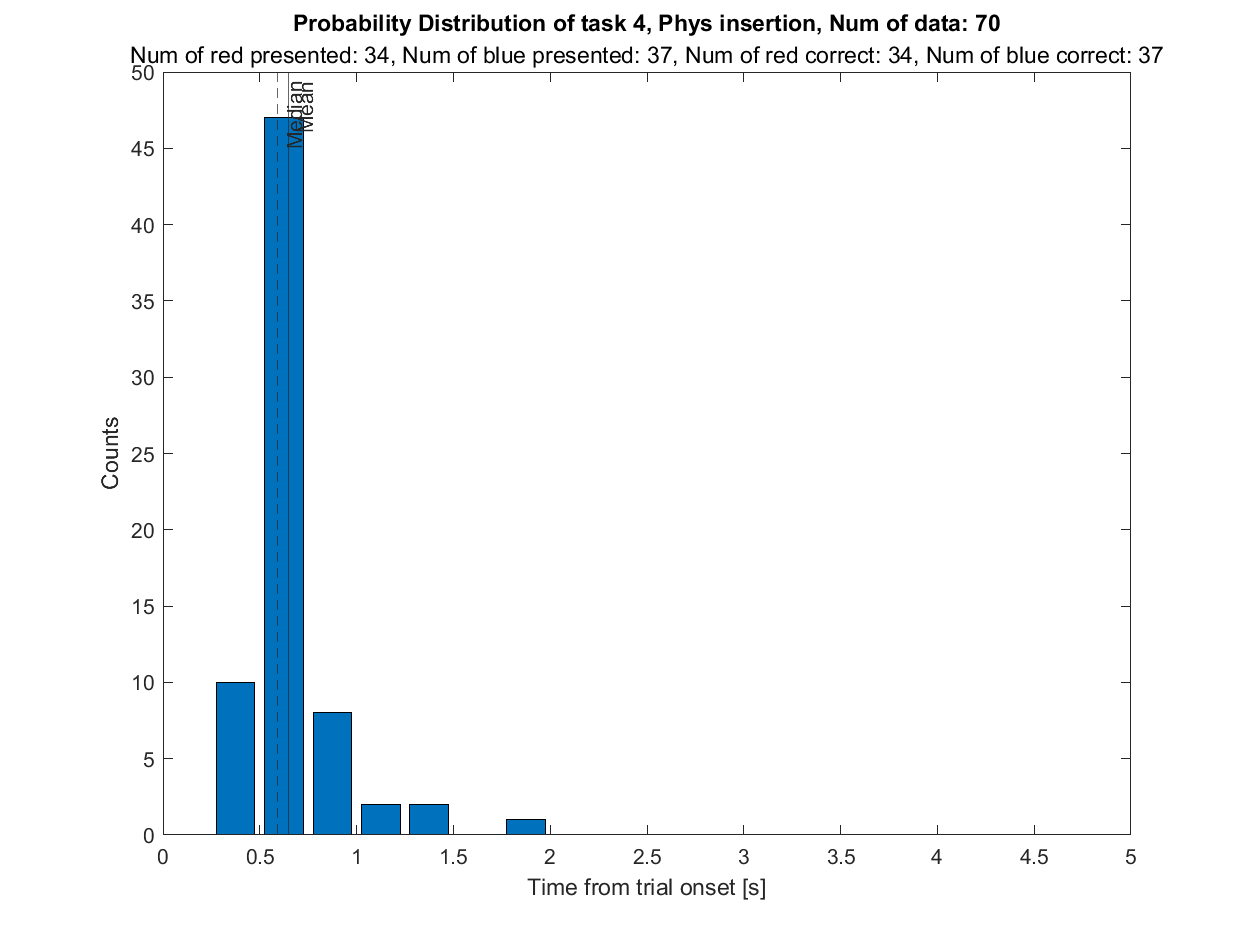 Probability Distribution of task 4, Phys insertion, Num of data: 70
Num of red presented: 34, Num of blue presented: 37, Num of red correct: 34, Num of blue correct: 37
50
45
40
35
30
25
20
15
10
5
0
Counts
Median
Mean
0 0.5 1 1.5 2 2.5 3 3.5 4 4.5 5
Time from trial onset [s]